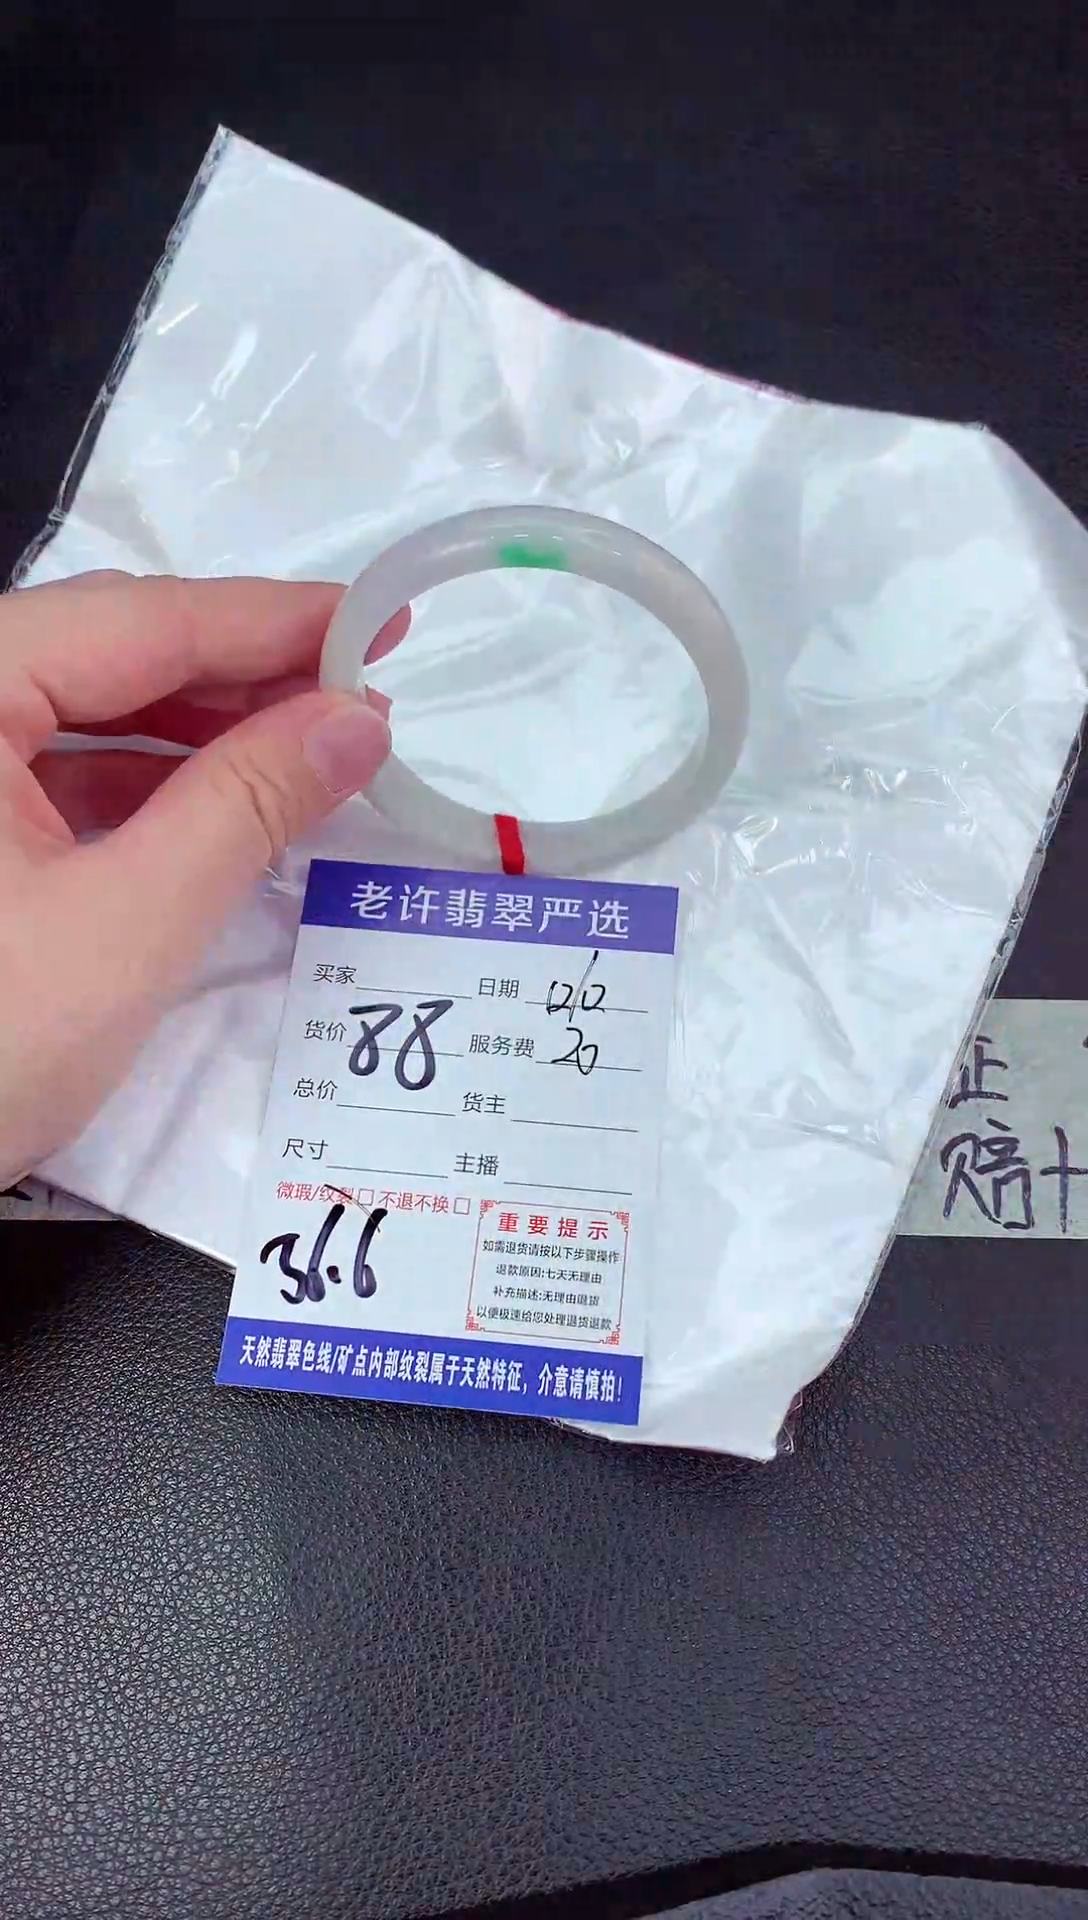 老许翡翠严选
买家 日期 12/12
货价 88 服务费 20
总价 货主
尺寸 主播
微瑕/纹裂□ 不退不换□
36.6
重要提示
如需退货请按以下步骤操作
退款原因:七天无理由
补充描述:无理由退货
以便极速给您处理退货退款
天然翡翠色线/矿点内部纹裂属于天然特征，介意请慎拍！
正
赔十